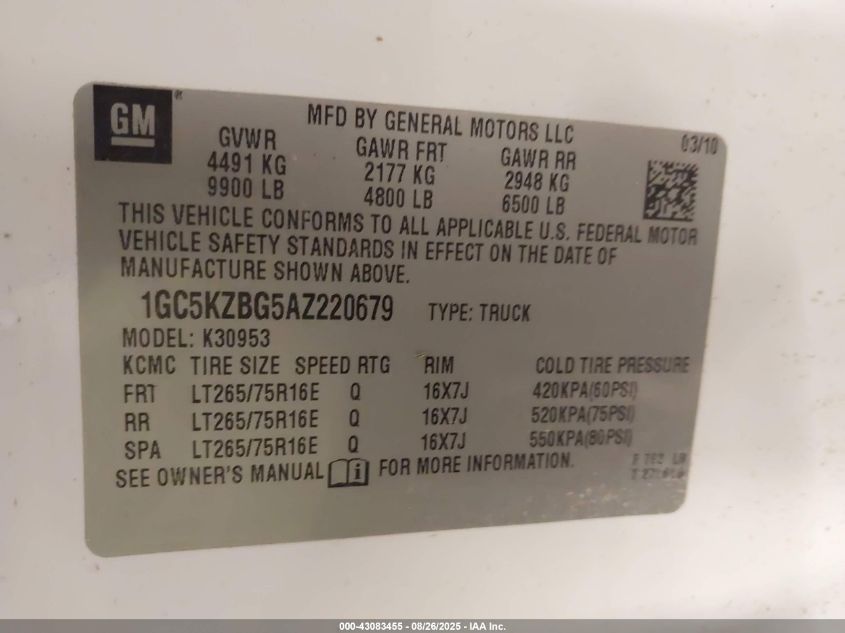 GM
MFD BY GENERAL MOTORS LLC
03/10
GVWR GAWR FRT GAWR RR
4491 KG 2177 KG 2948 KG
9900 LB 4800 LB 6500 LB
THIS VEHICLE CONFORMS TO ALL APPLICABLE U.S. FEDERAL MOTOR
VEHICLE SAFETY STANDARDS IN EFFECT ON THE DATE OF
MANUFACTURE SHOWN ABOVE.
1GC5KZBG5AZ220679 TYPE: TRUCK
MODEL: K30953
KCMC TIRE SIZE SPEED RTG RIM COLD TIRE PRESSURE
FRT LT265/75R16E Q 16X7J 420KPA(60PSI)
RR LT265/75R16E Q 16X7J 520KPA(75PSI)
SPA LT265/75R16E Q 16X7J 550KPA(80PSI)
SEE OWNER'S MANUAL FOR MORE INFORMATION.
000-43083455 - 08/26/2025 - IAA Inc.